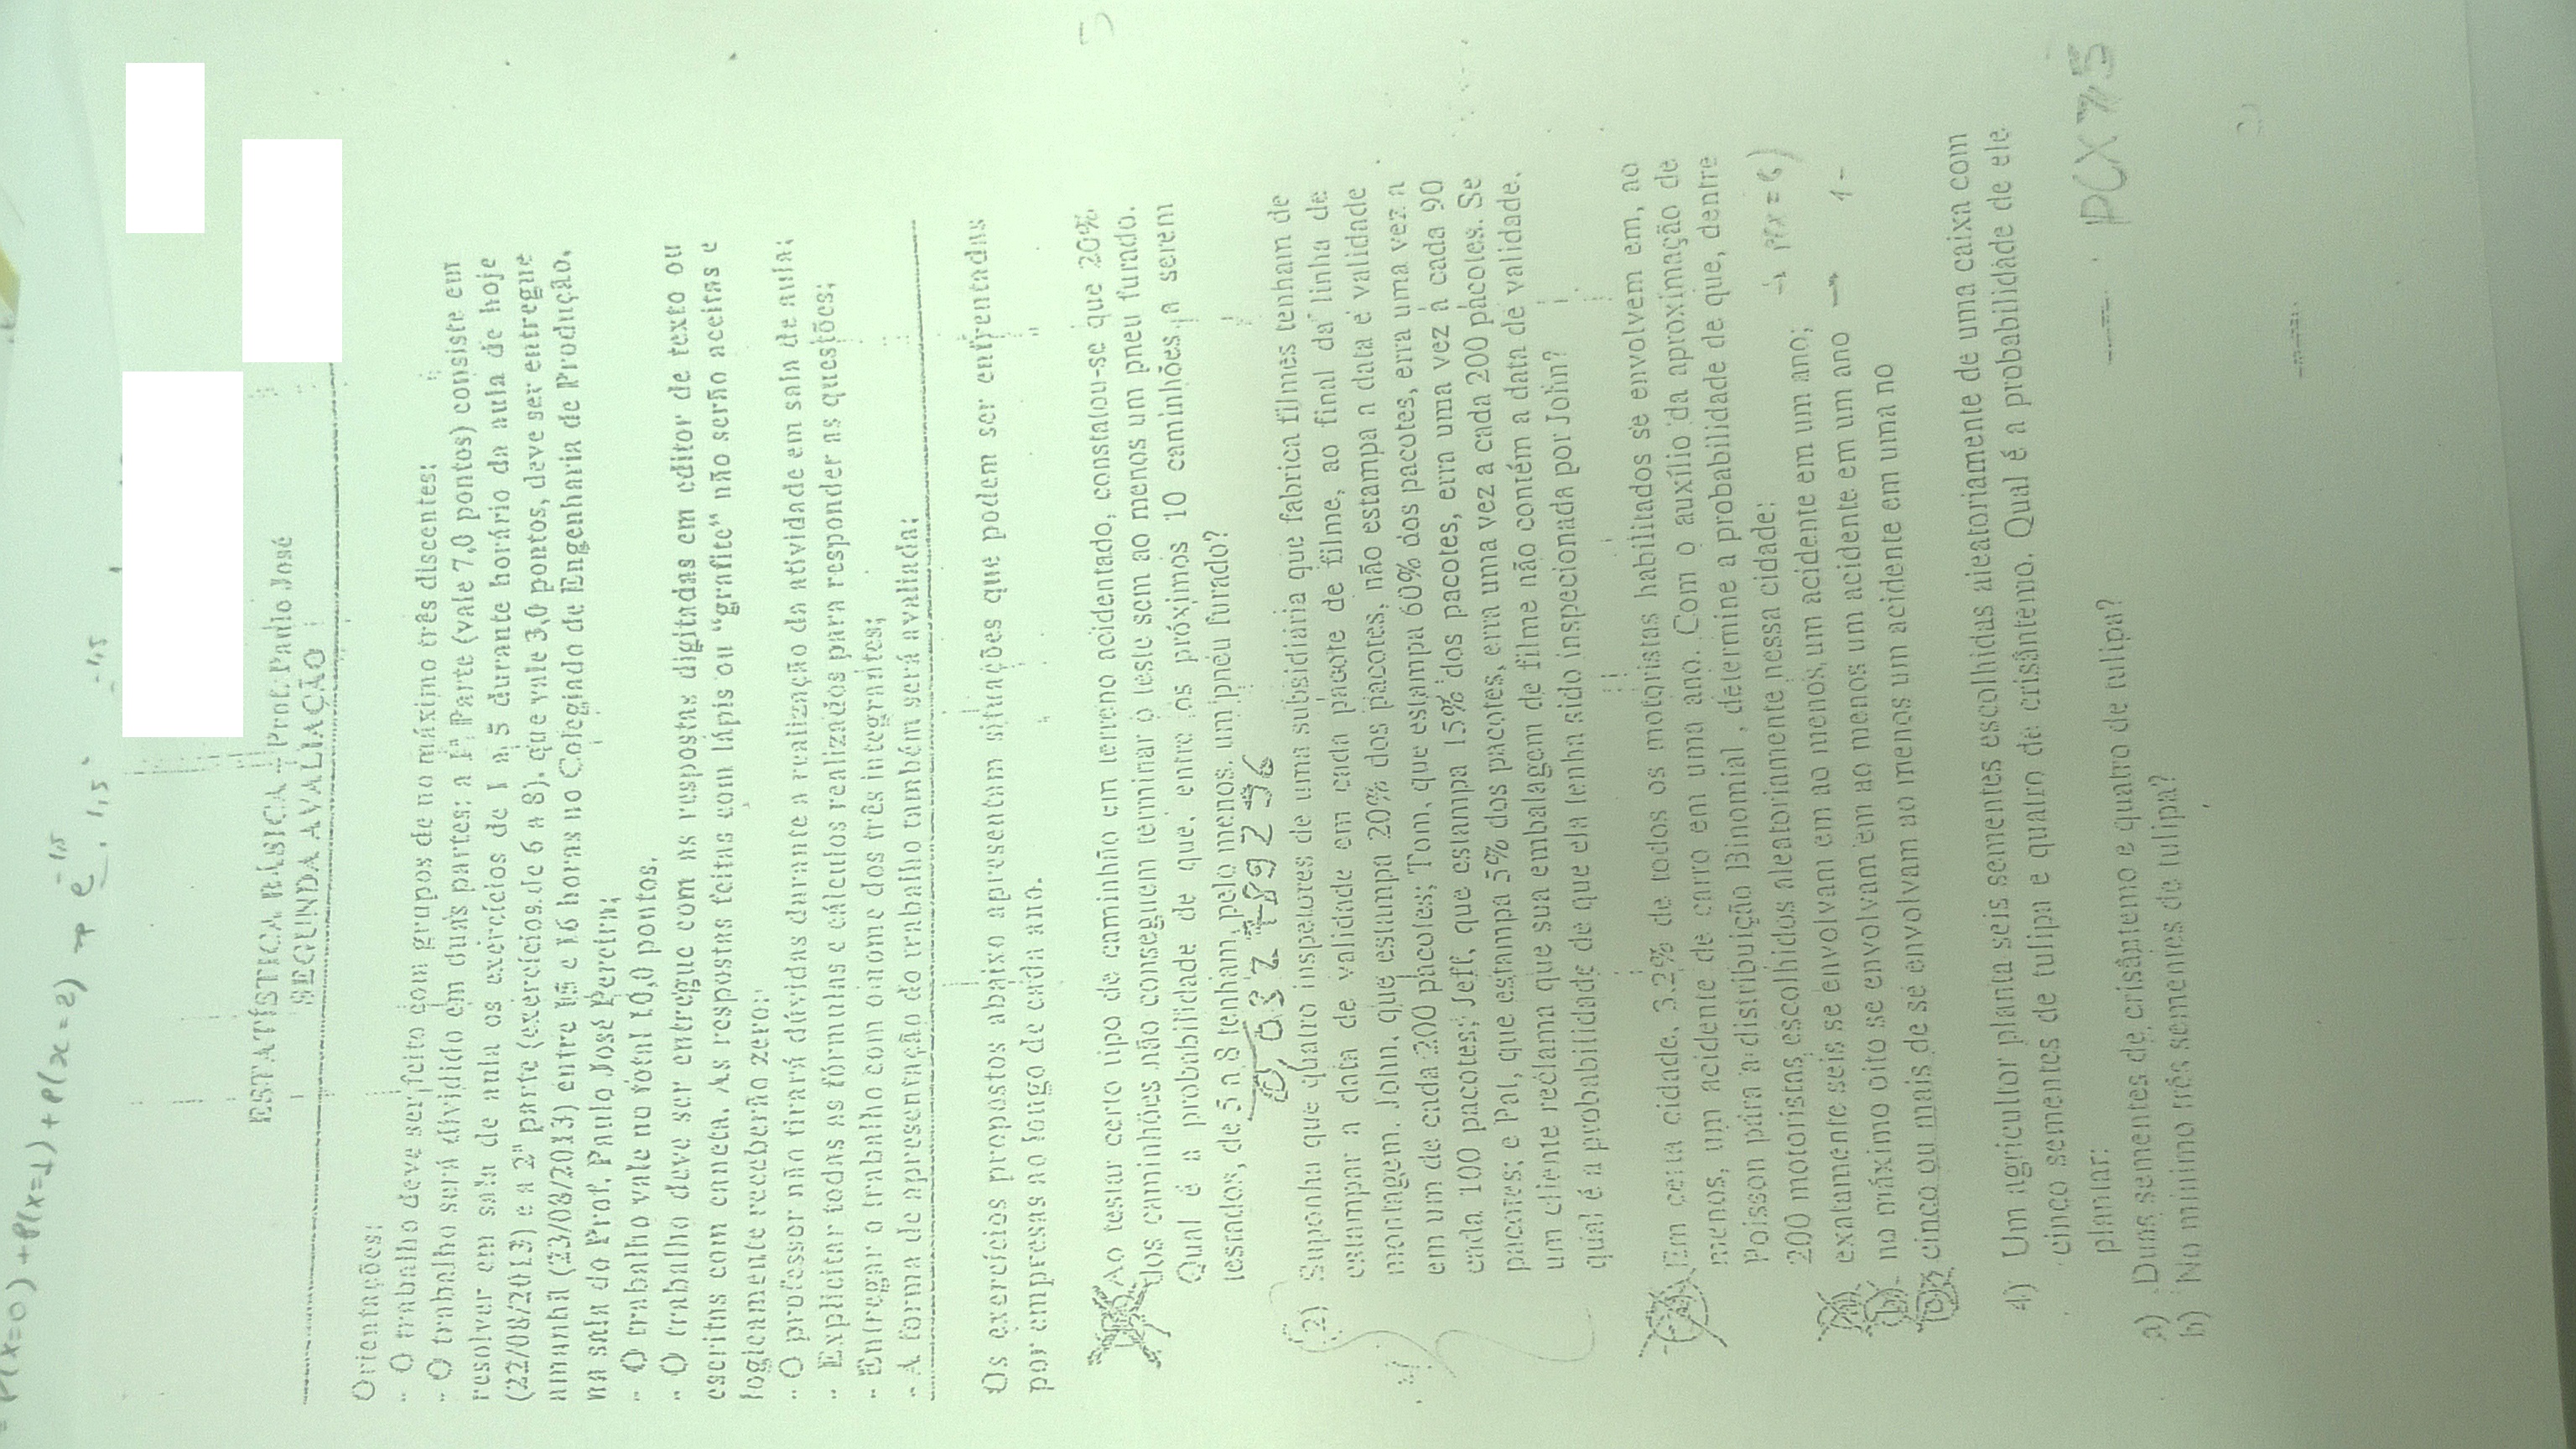 = P(X=0) + P(X=1) + P(x=2) → e^-1,5 . 1,5
-1,5
ESTATÍSTICA BÁSICA - Prof. Paulo José
SEGUNDA AVALIAÇÃO
Orientações:
- O trabalho deve ser feito com grupos de no máximo três discentes;
- O trabalho será dividido em duas partes: a 1ª Parte (vale 7,0 pontos) consiste em
resolver em sala de aula os exercícios de 1 a 5 durante horário da aula de hoje
(22/08/2013) e a 2ª parte (exercícios de 6 a 8), que vale 3,0 pontos, deve ser entregue
amanhã (23/08/2013) entre 15 e 16 horas no Colegiado de Engenharia de Produção,
na sala do Prof. Paulo José Pereira;
- O trabalho vale no total 10,0 pontos.
- O trabalho deve ser entregue com as respostas digitadas em editor de texto ou
escritas com caneta. As respostas feitas com lápis ou “grafite” não serão aceitas e
logicamente receberão zero;
- O professor não tirará dúvidas durante a realização da atividade em sala de aula;
- Explicitar todas as fórmulas e cálculos realizados para responder as questões;
- Entregar o trabalho com o nome dos três integrantes;
- A forma de apresentação do trabalho também será avaliada;
Os exercícios propostos abaixo apresentam situações que podem ser enfrentadas
por empresas ao longo de cada ano.
Ao testar certo tipo de caminhão em terreno acidentado, constatou-se que 20%
dos caminhões não conseguem terminar o teste sem ao menos um pneu furado.
Qual é a probabilidade de que, entre os próximos 10 caminhões a serem
testados, de 5 a 8 tenham, pelo menos, um pneu furado?
0,032789296
2) Suponha que quatro inspetores de uma subsidiária que fabrica filmes tenham de
estampar a data de validade em cada pacote de filme, ao final da linha de
montagem. John, que estampa 20% dos pacotes, não estampa a data e validade
em um de cada 200 pacotes; Tom, que estampa 60% dos pacotes, erra uma vez a
cada 100 pacotes; Jeff, que estampa 15% dos pacotes, erra uma vez a cada 90
pacotes; e Pat, que estampa 5% dos pacotes, erra uma vez a cada 200 pacotes. Se
um cliente reclama que sua embalagem de filme não contém a data de validade,
qual é a probabilidade de que ela tenha sido inspecionada por John?
Em certa cidade, 3,2% de todos os motoristas habilitados se envolvem em, ao
menos, um acidente de carro em uma ano. Com o auxílio da aproximação de
Poisson para a distribuição Binomial , determine a probabilidade de que, dentre
200 motoristas escolhidos aleatoriamente nessa cidade:
exatamente seis se envolvam em ao menos um acidente em um ano; → P(X = 6)
b) no máximo oito se envolvam em ao menos um acidente em um ano → 1 -
cinco ou mais de se envolvam ao menos um acidente em uma no
4) Um agricultor planta seis sementes escolhidas aleatoriamente de uma caixa com
cinco sementes de tulipa e quatro de crisântemo. Qual é a probabilidade de ele
plantar:
P(X ≥ 5
a) Duas sementes de crisântemo e quatro de tulipa?
b) No mínimo três sementes de tulipa?